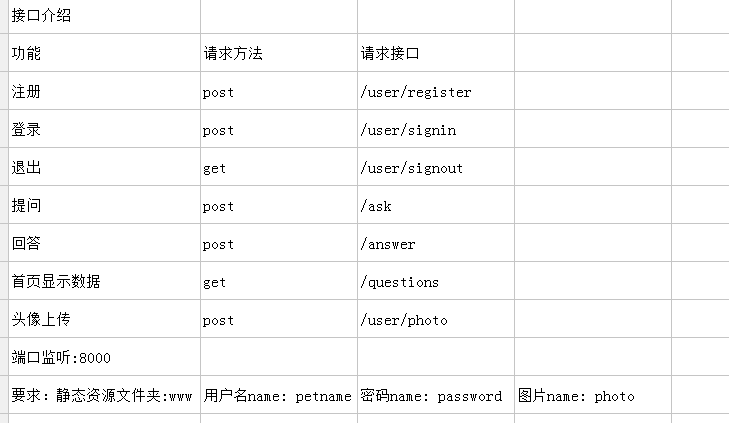 接口介绍
功能 请求方法 请求接口
注册 post /user/register
登录 post /user/signin
退出 get /user/signout
提问 post /ask
回答 post /answer
首页显示数据 get /questions
头像上传 post /user/photo
端口监听:8000
要求：静态资源文件夹:www 用户名name: petname 密码name: password 图片name: photo